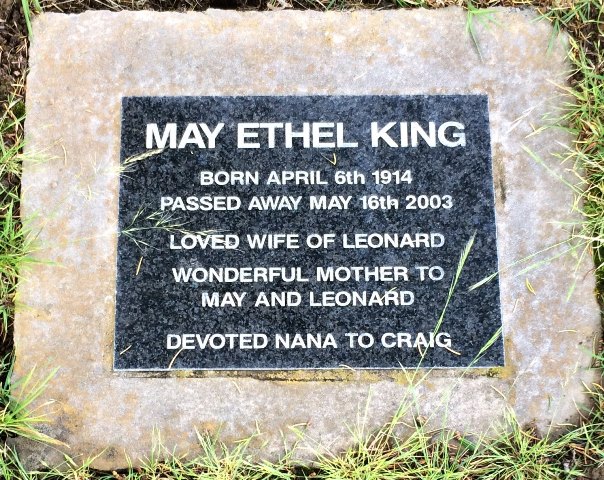 MAY ETHEL KING
BORN APRIL 6th 1914
PASSED AWAY MAY 16th 2003
LOVED WIFE OF LEONARD
WONDERFUL MOTHER TO
MAY AND LEONARD
DEVOTED NANA TO CRAIG